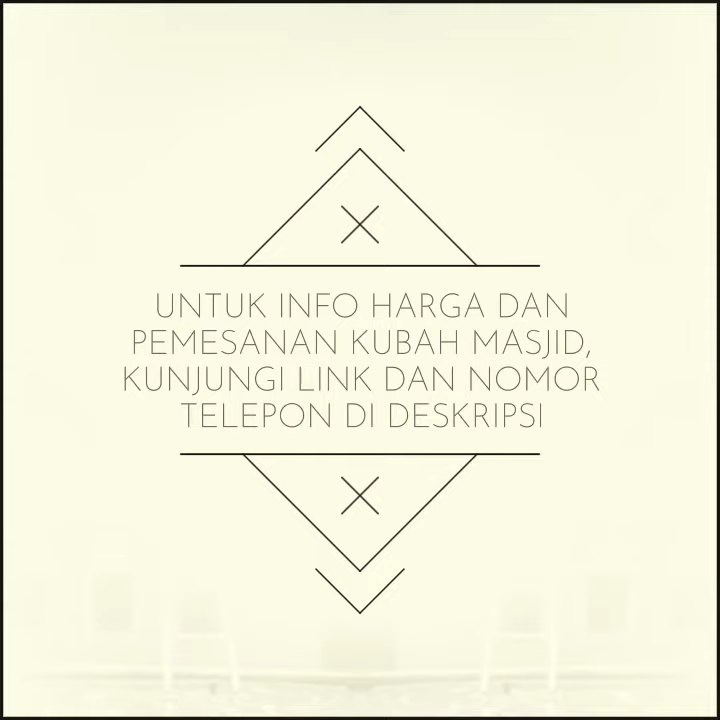 UNTUK INFO HARGA DAN
PEMESANAN KUBAH MASJID,
KUNJUNGI LINK DAN NOMOR
TELEPON DI DESKRIPSI